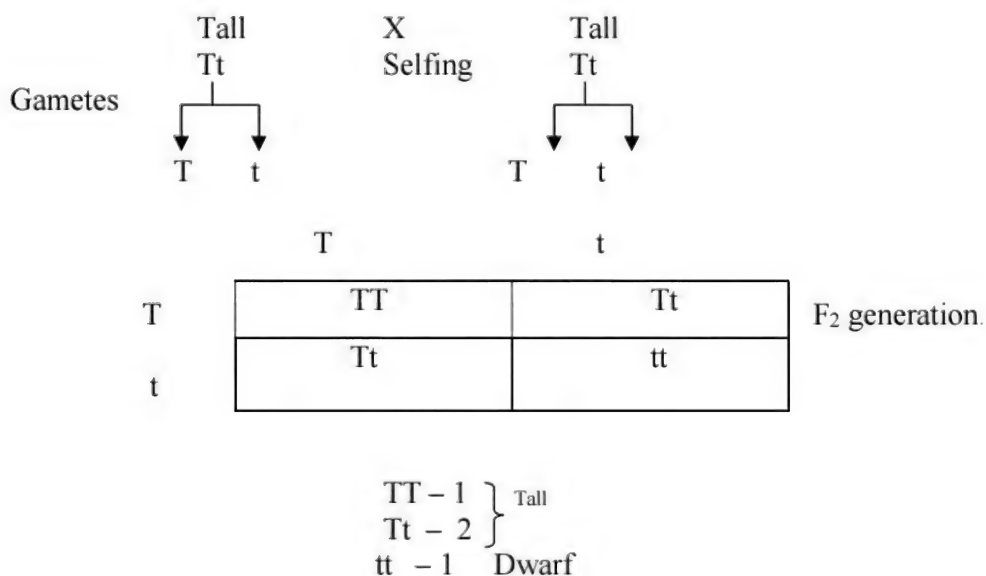 Tall X Tall
Tt Selfing Tt
Gametes
T t T t
T t
T TT Tt F₂ generation.
t Tt tt
TT – 1 } Tall
Tt – 2
tt – 1 Dwarf